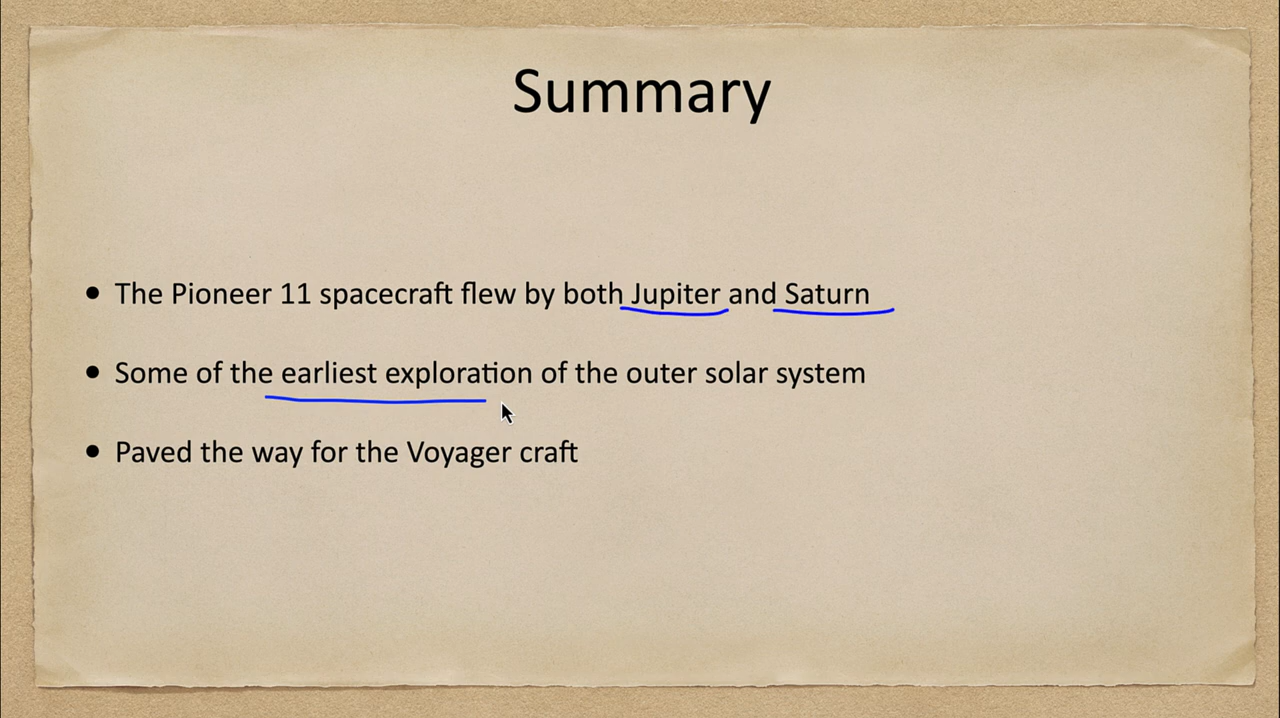 Summary
• The Pioneer 11 spacecraft flew by both Jupiter and Saturn
• Some of the earliest exploration of the outer solar system
• Paved the way for the Voyager craft